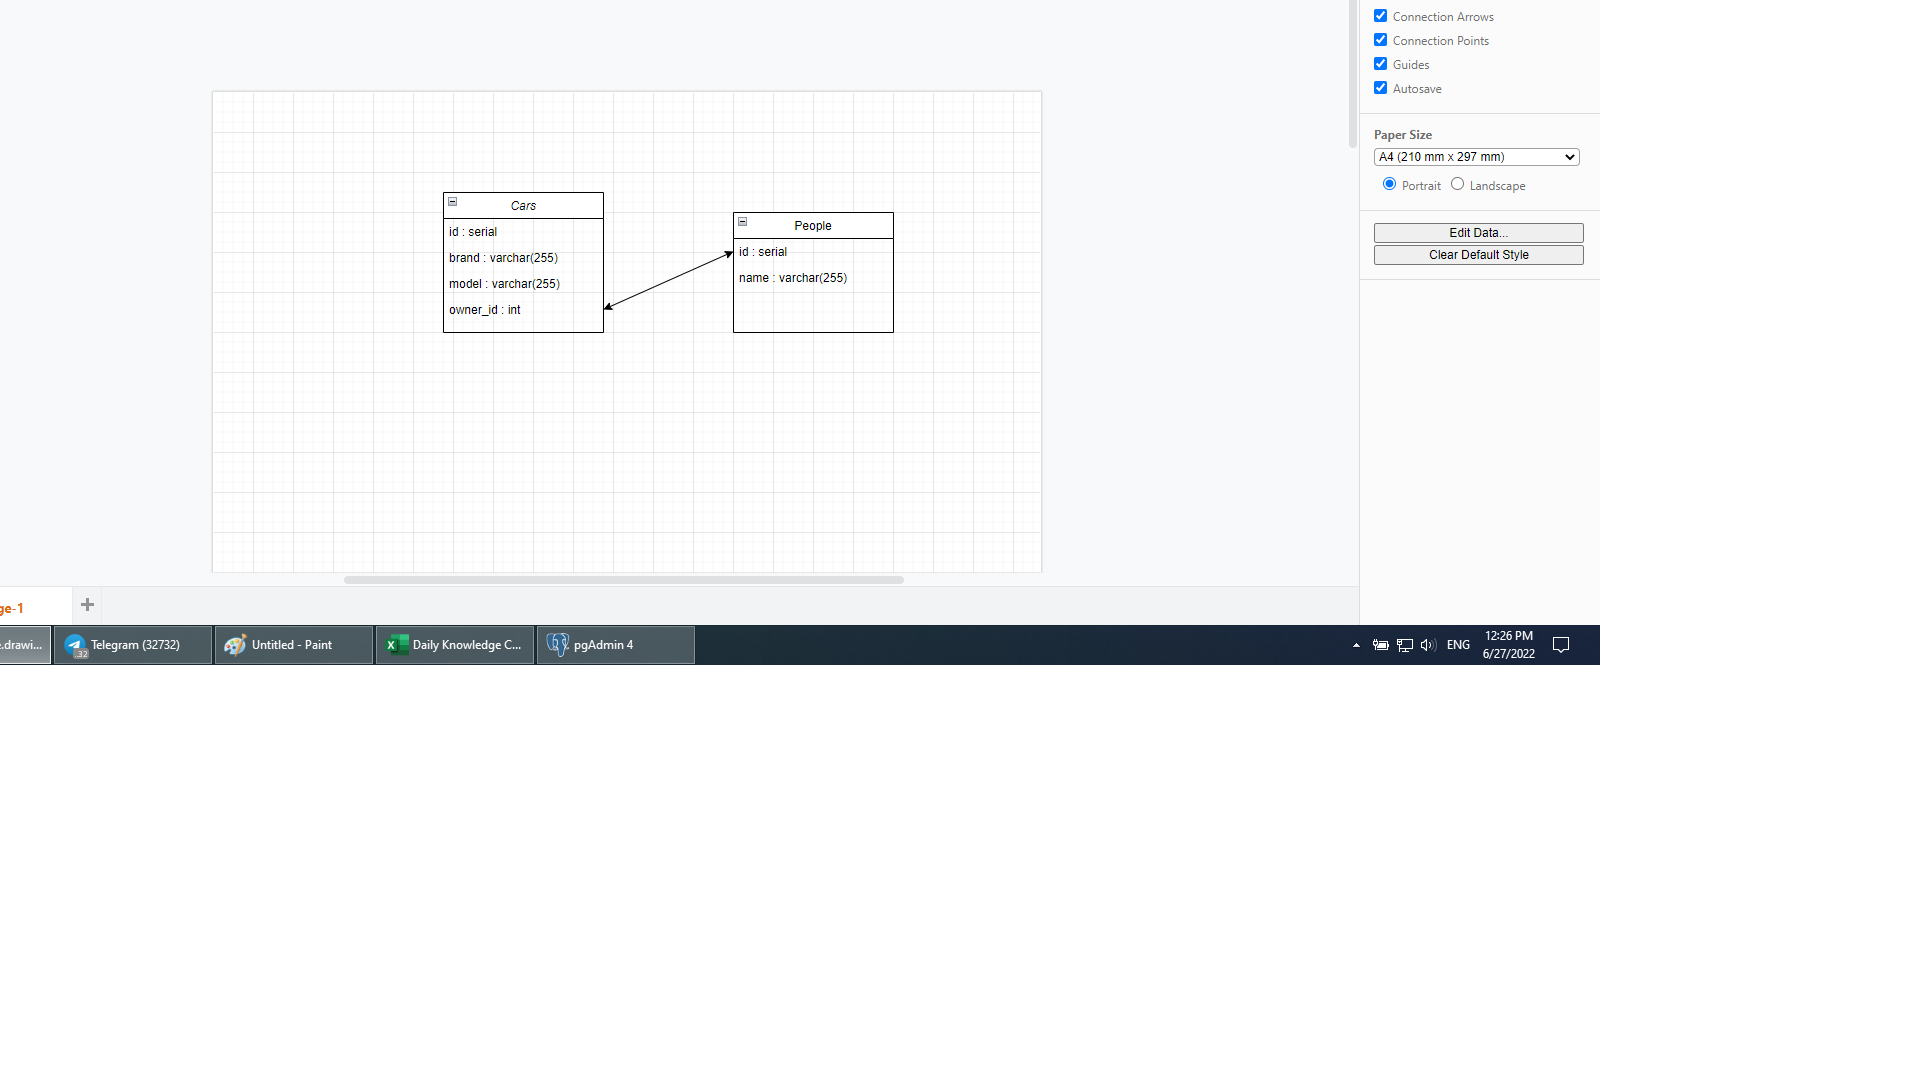 Connection Arrows
Connection Points
Guides
Autosave
Paper Size
A4 (210 mm x 297 mm)
Portrait Landscape
Edit Data...
Clear Default Style
Cars
id : serial
brand : varchar(255)
model : varchar(255)
owner_id : int
People
id : serial
name : varchar(255)
ge-1
e.drawi...
Telegram (32732)
.32
Untitled - Paint
Daily Knowledge C...
pgAdmin 4
ENG
12:26 PM
6/27/2022